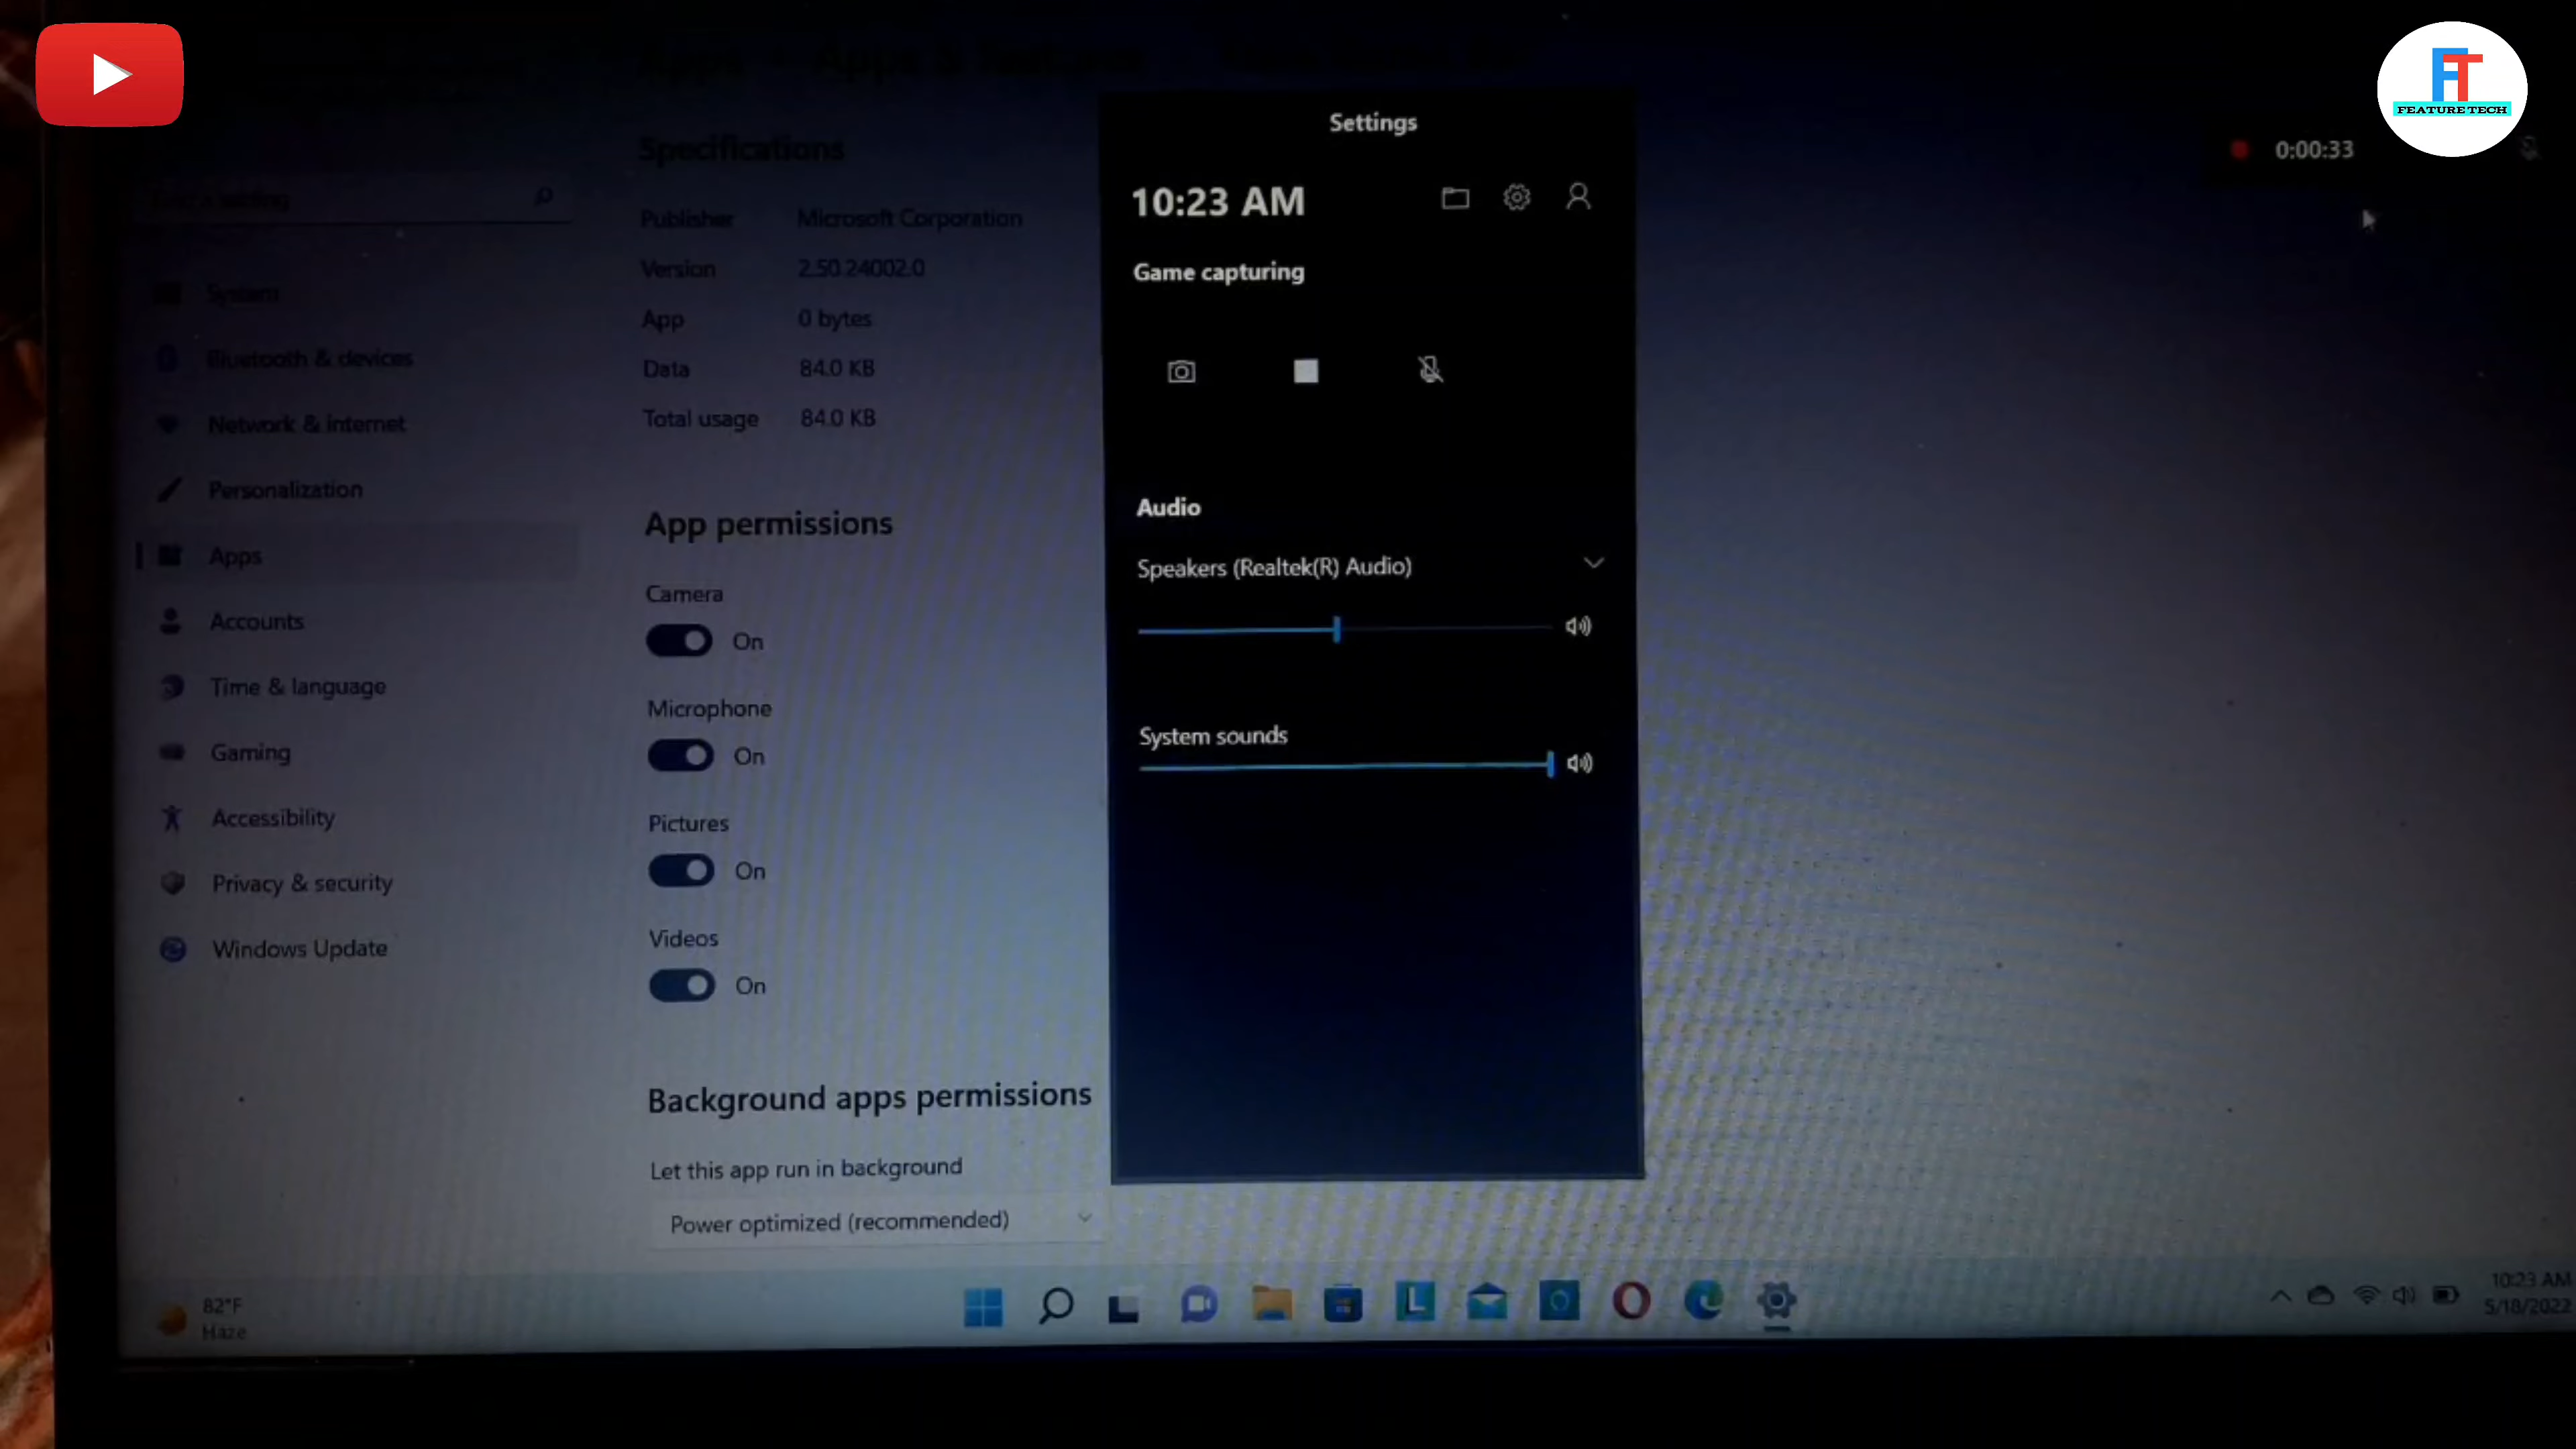 FEATURE TECH
Specifications
Publisher Microsoft Corporation
Version 2.50.24002.0
App 0 bytes
Data 84.0 KB
Total usage 84.0 KB
System
Bluetooth & devices
Network & internet
Personalization
Apps
Accounts
Time & language
Gaming
Accessibility
Privacy & security
Windows Update
App permissions
Camera
On
Microphone
On
Pictures
On
Videos
On
Background apps permissions
Let this app run in background
Power optimized (recommended)
Settings
10:23 AM
Game capturing
Audio
Speakers (Realtek(R) Audio)
System sounds
0:00:33
82°F
Haze
10:23 AM
5/18/2022